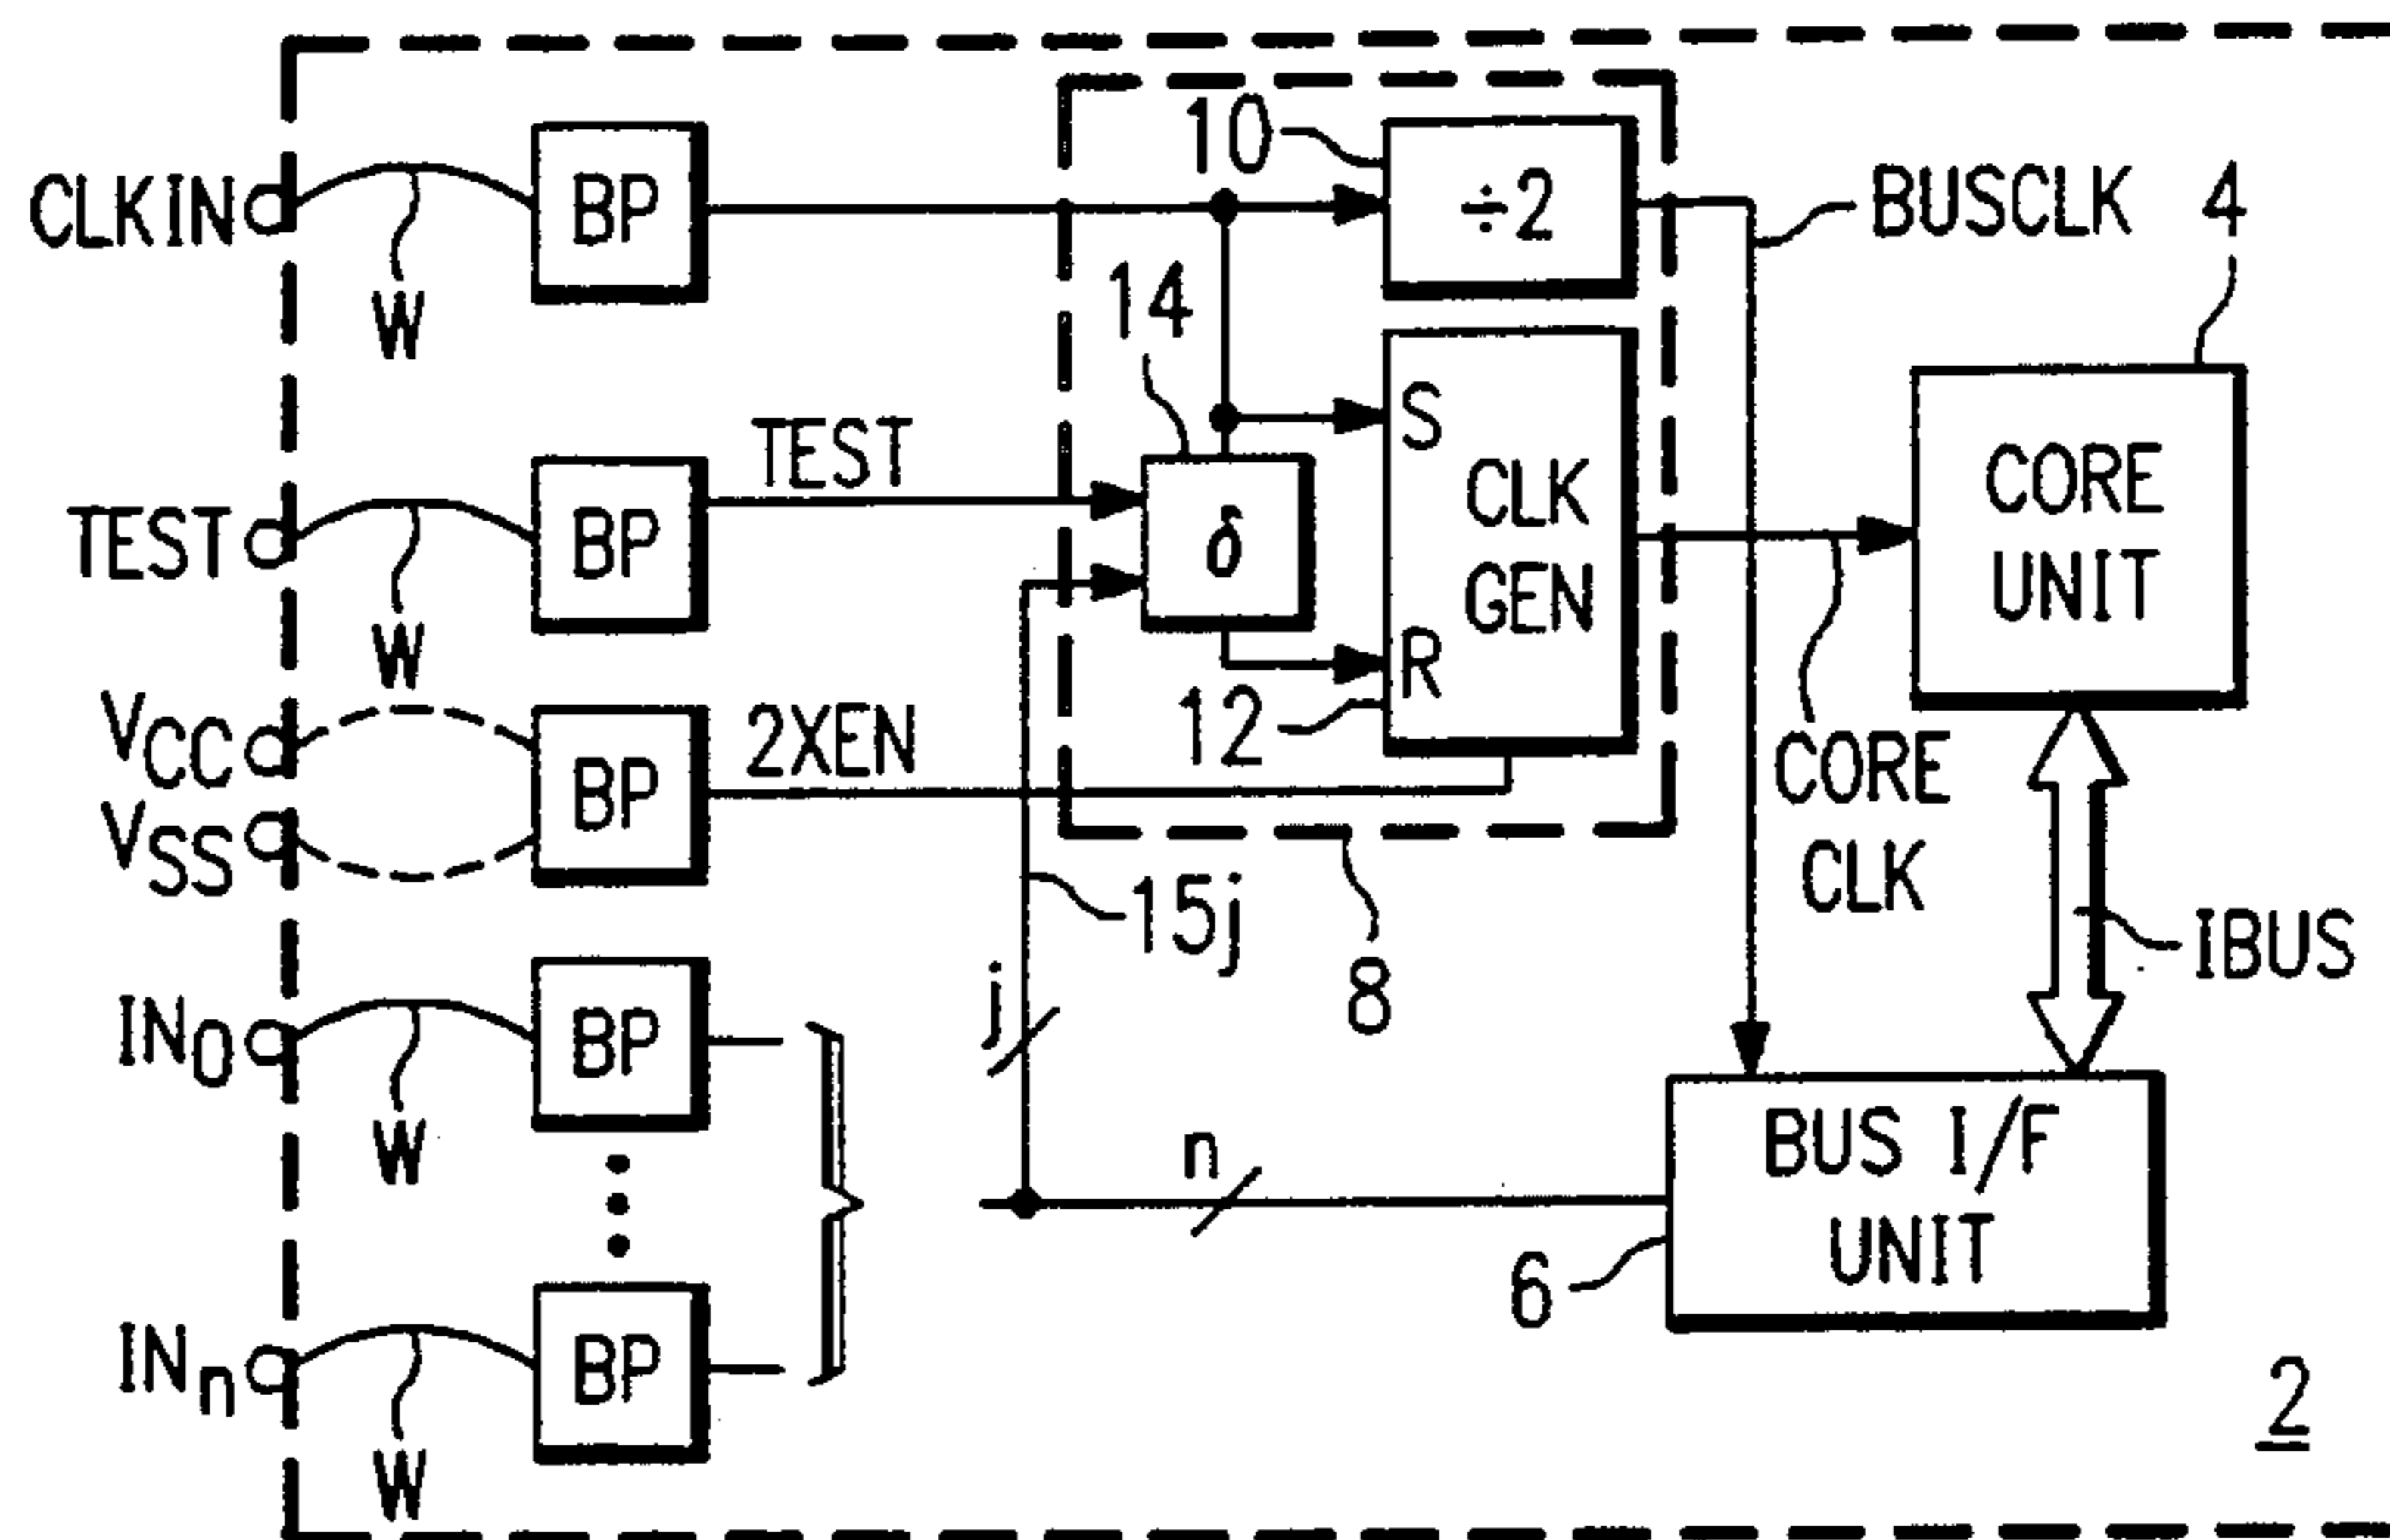 10
÷2
CLKIN
BP
BUSCLK
4
W
14
S
CLK
GEN
R
CORE
UNIT
TEST
BP
TEST
δ
W
12
VCC
VSS
BP
2XEN
CORE
CLK
15j
8
IBUS
j
IN0
BP
W
n
BUS I/F
UNIT
6
INn
BP
W
2